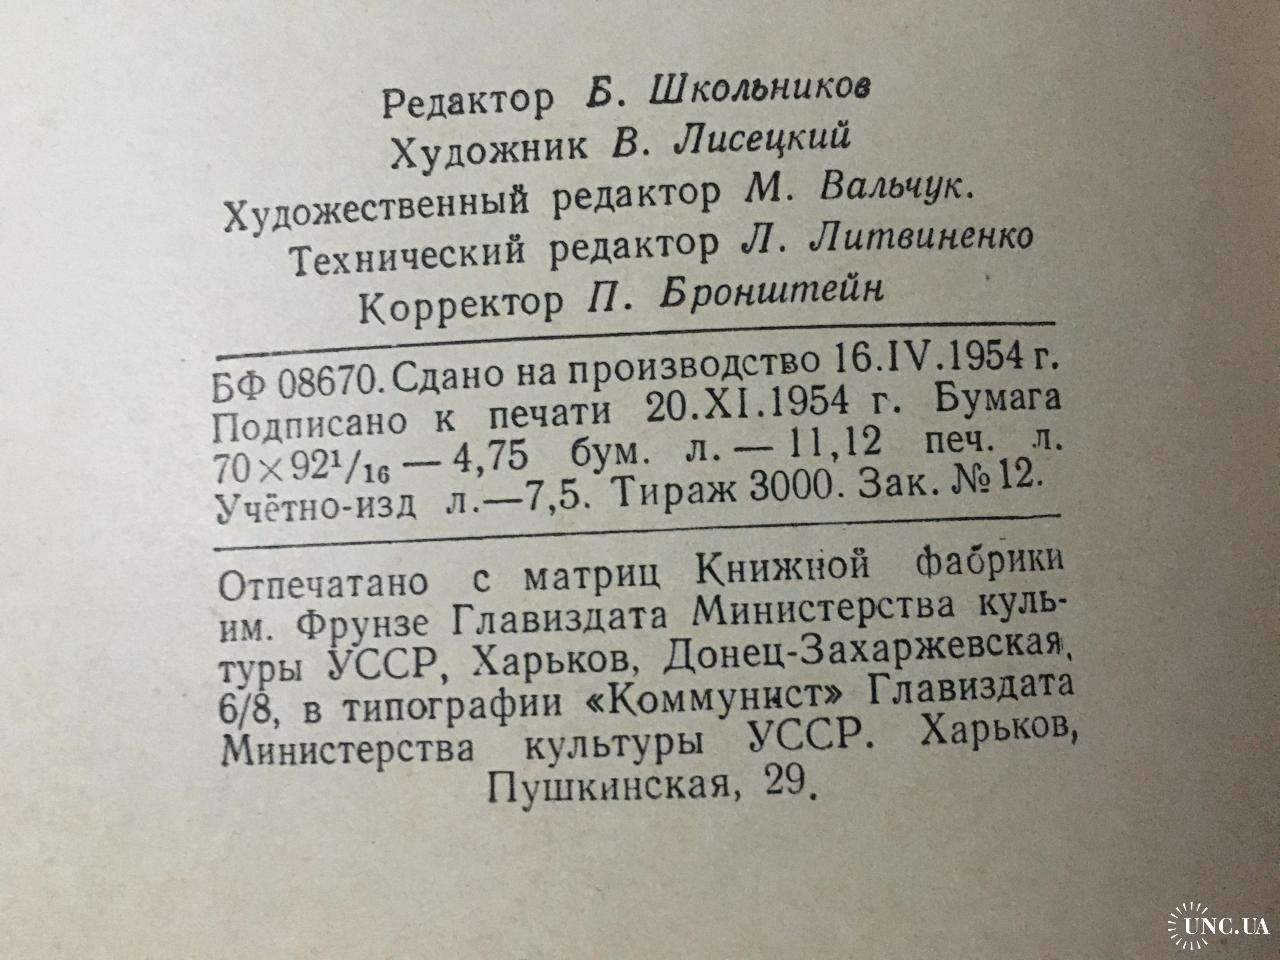 Редактор Б. Школьников
Художник В. Лисецкий
Художественный редактор М. Вальчук.
Технический редактор Л. Литвиненко
Корректор П. Бронштейн
БФ 08670. Сдано на производство 16.IV.1954 г.
Подписано к печати 20.XI.1954 г. Бумага
70×92¹/₁₆ — 4,75 бум. л. — 11,12 печ. л.
Учётно-изд л.—7,5. Тираж 3000. Зак. № 12.
Отпечатано с матриц Книжной фабрики
им. Фрунзе Главиздата Министерства куль-
туры УССР, Харьков, Донец-Захаржевская,
6/8, в типографии «Коммунист» Главиздата
Министерства культуры УССР. Харьков,
Пушкинская, 29.
UNC.UA